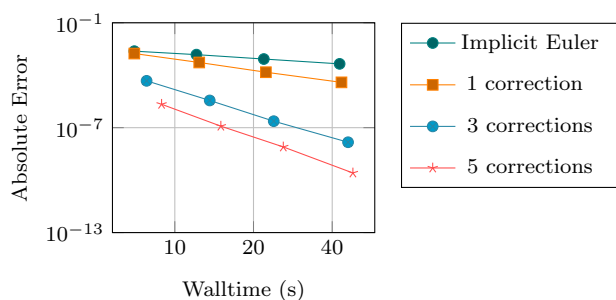 Absolute Error
10^{-1}
10^{-7}
10^{-13}
10 20 40
Walltime (s)
Implicit Euler
1 correction
3 corrections
5 corrections